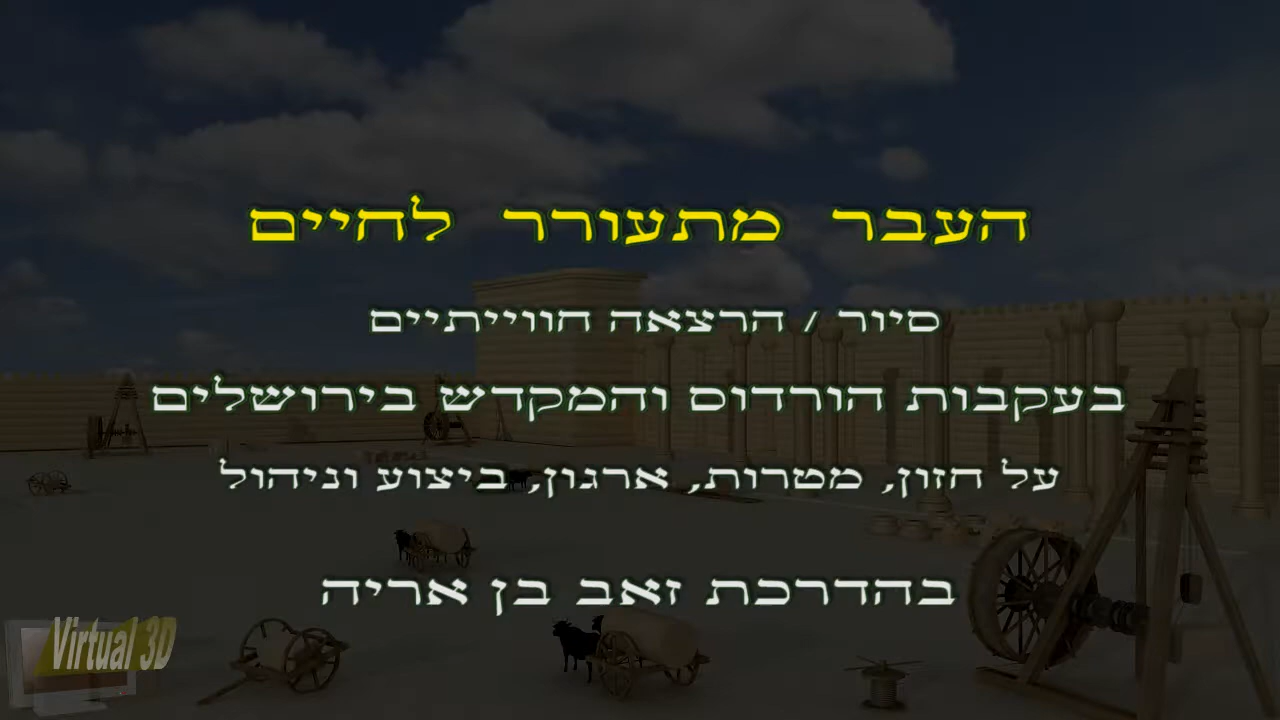 העבר מתעורר לחיים
סיור / הרצאה חווייתיים
בעקבות הורדוס והמקדש בירושלים
על חזון, מטרות, ארגון, ביצוע וניהול
בהדרכת זאב בן אריה
Virtual 3D